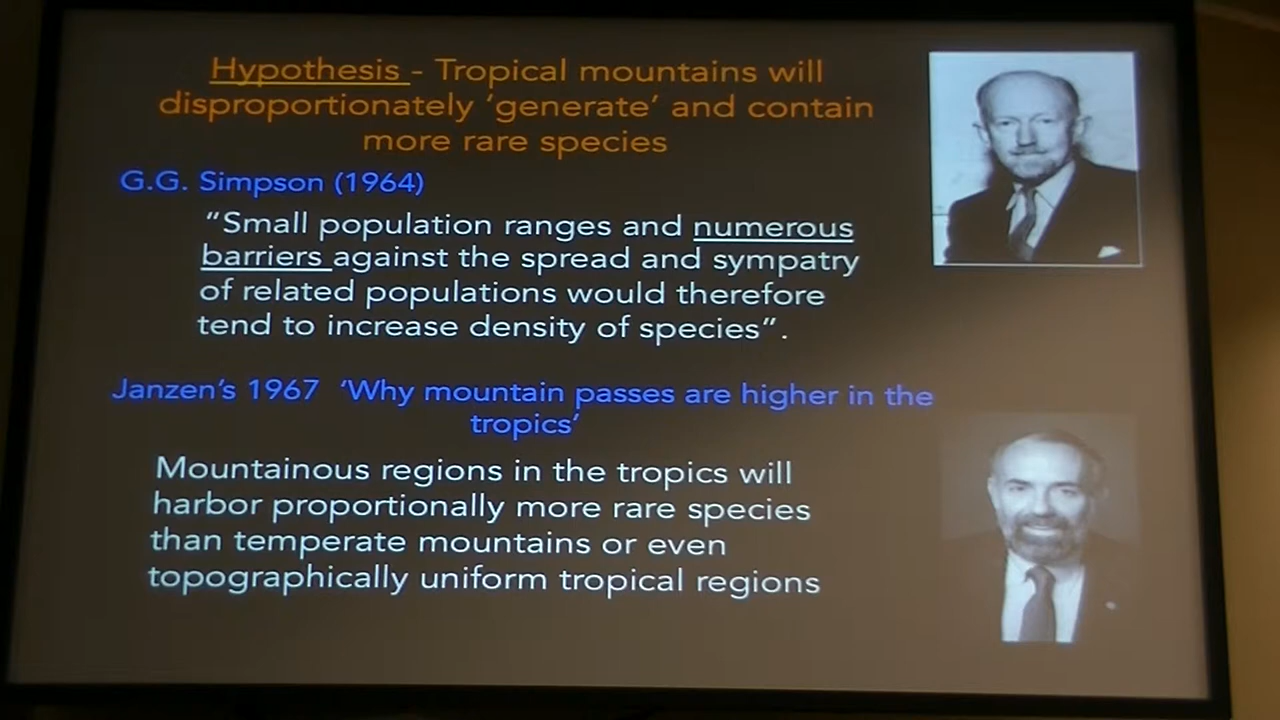 Hypothesis - Tropical mountains will
disproportionately ‘generate’ and contain
more rare species
G.G. Simpson (1964)
“Small population ranges and numerous
barriers against the spread and sympatry
of related populations would therefore
tend to increase density of species”.
Janzen’s 1967 ‘Why mountain passes are higher in the
tropics’
Mountainous regions in the tropics will
harbor proportionally more rare species
than temperate mountains or even
topographically uniform tropical regions